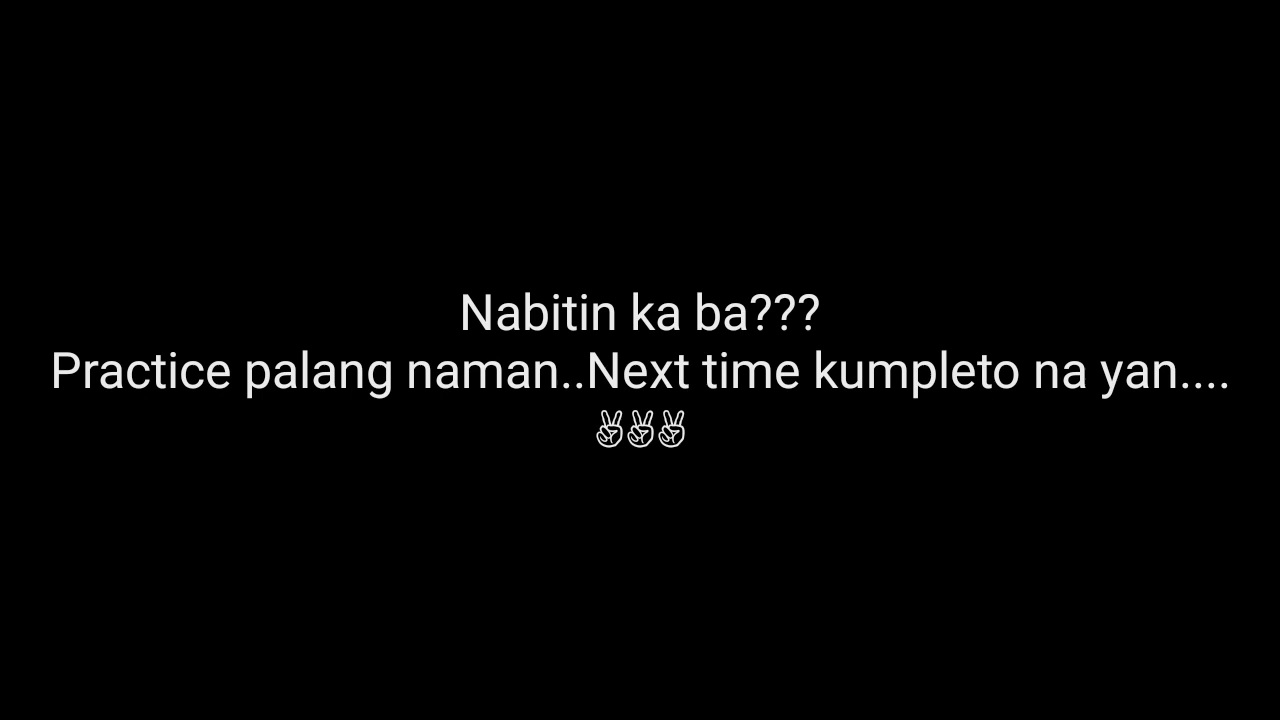 Nabitin ka ba???
Practice palang naman..Next time kumpleto na yan....
✌✌✌